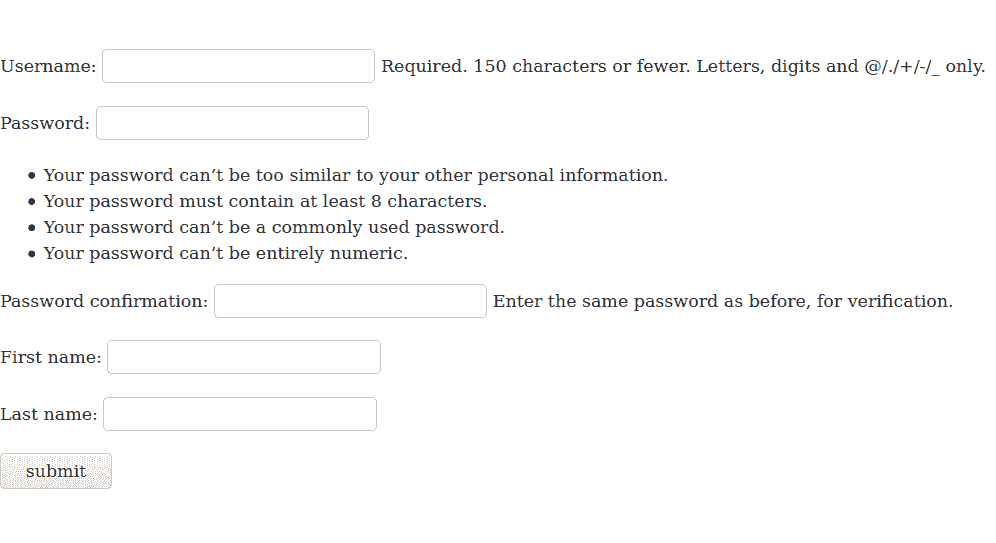 Username: Required. 150 characters or fewer. Letters, digits and @/./+/-/_ only.
Password:
Your password can’t be too similar to your other personal information.
Your password must contain at least 8 characters.
Your password can’t be a commonly used password.
Your password can’t be entirely numeric.
Password confirmation: Enter the same password as before, for verification.
First name:
Last name:
submit